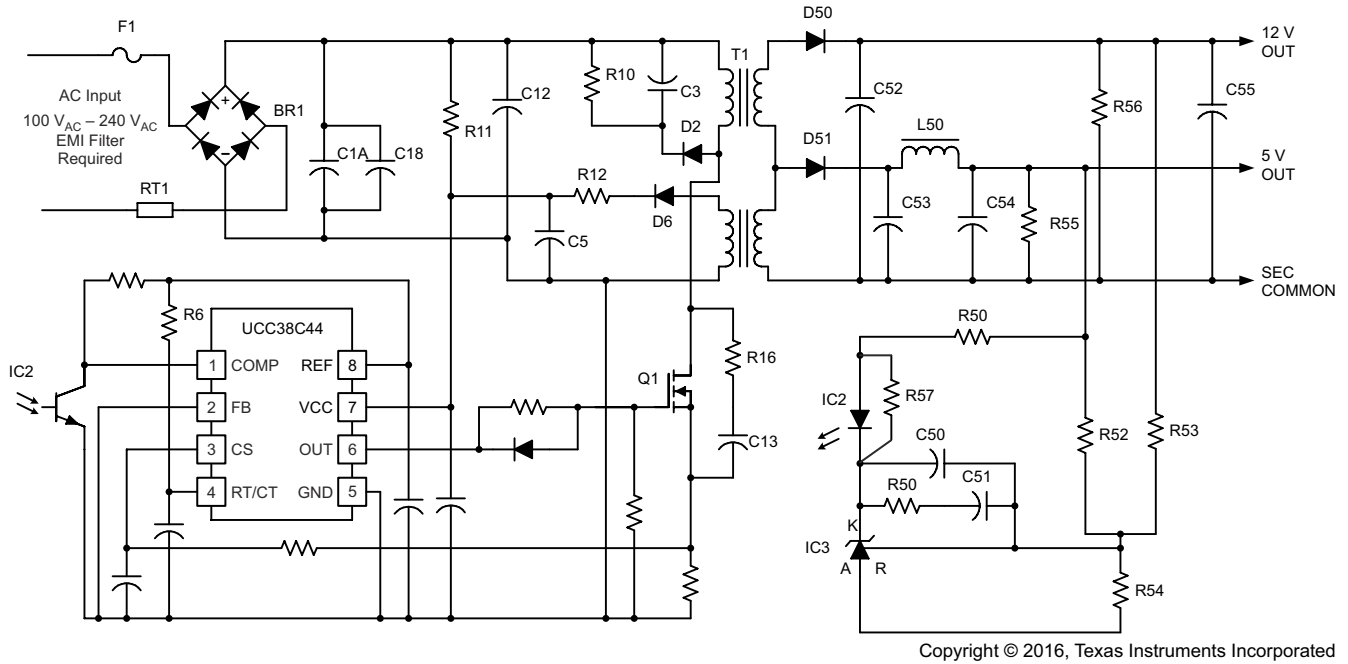 F1
AC Input
100 VAC – 240 VAC
EMI Filter
Required
RT1
BR1
+
–
C1A
C18
R11
C12
R10
C3
D2
T1
D50
12 V
OUT
C52
R56
C55
D51
L50
5 V
OUT
R12
D6
C5
C53
C54
R55
SEC
COMMON
R6
UCC38C44
IC2
1
COMP
REF
8
2
FB
VCC
7
3
CS
OUT
6
4
RT/CT
GND
5
Q1
R16
C13
R50
IC2
R57
C50
R52
R53
R50
C51
K
IC3
A
R
R54
Copyright © 2016, Texas Instruments Incorporated